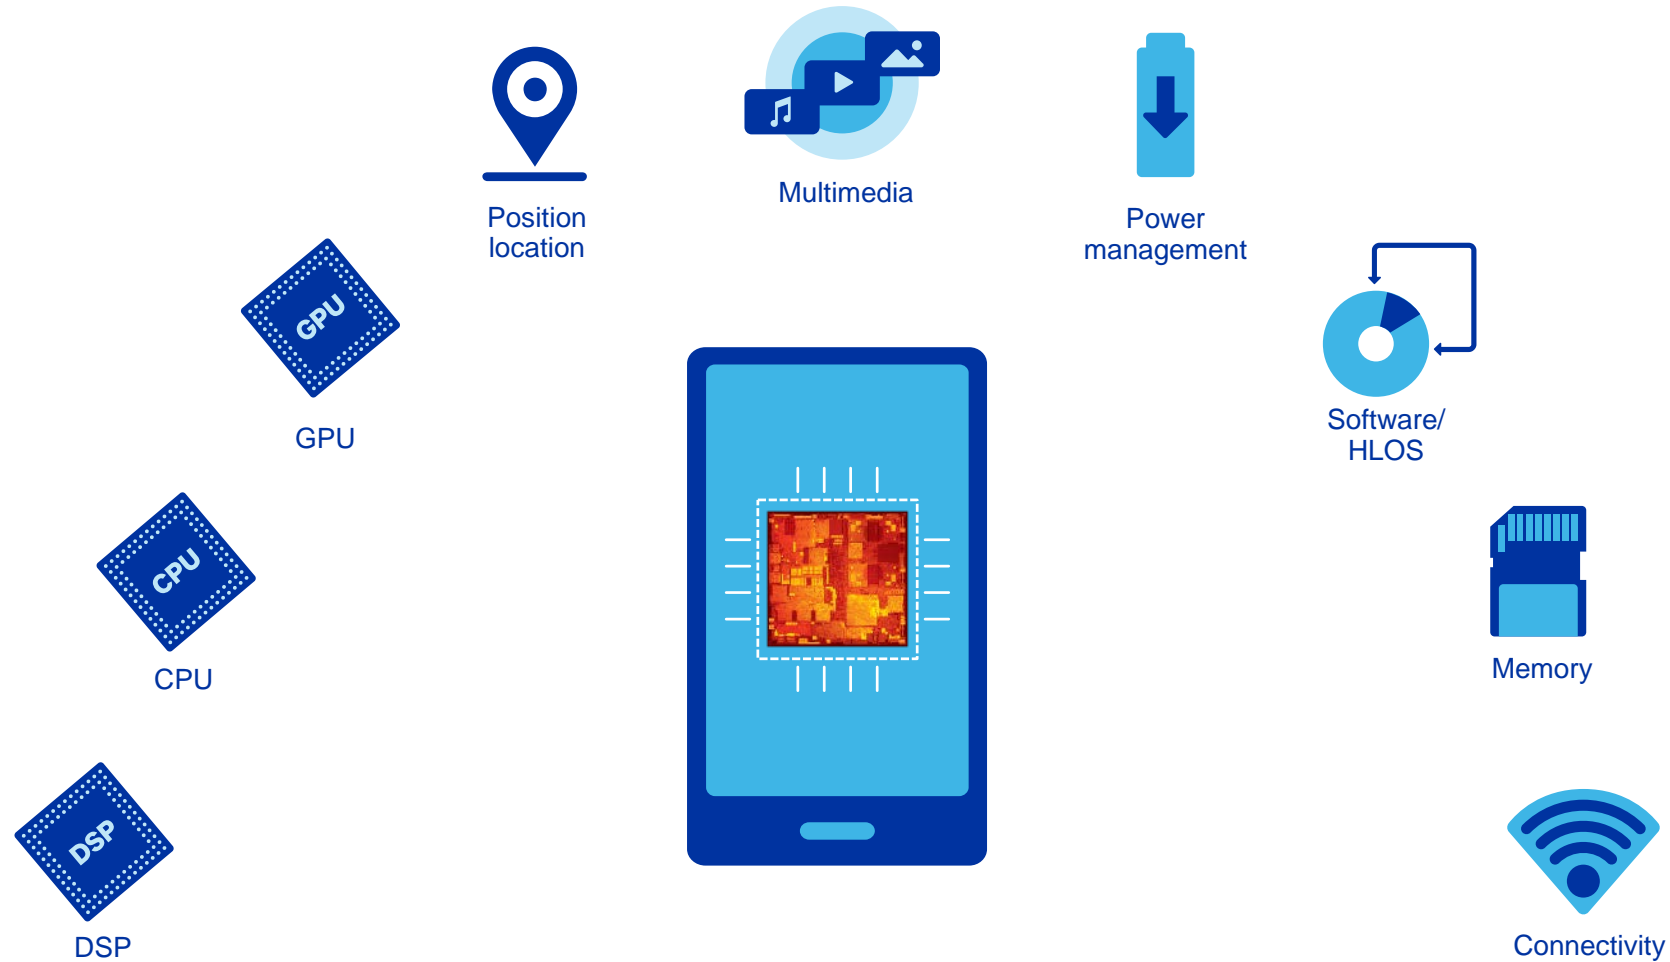 Multimedia
Position
location
Power
management
GPU
GPU
Software/
HLOS
CPU
CPU
Memory
DSP
DSP
Connectivity